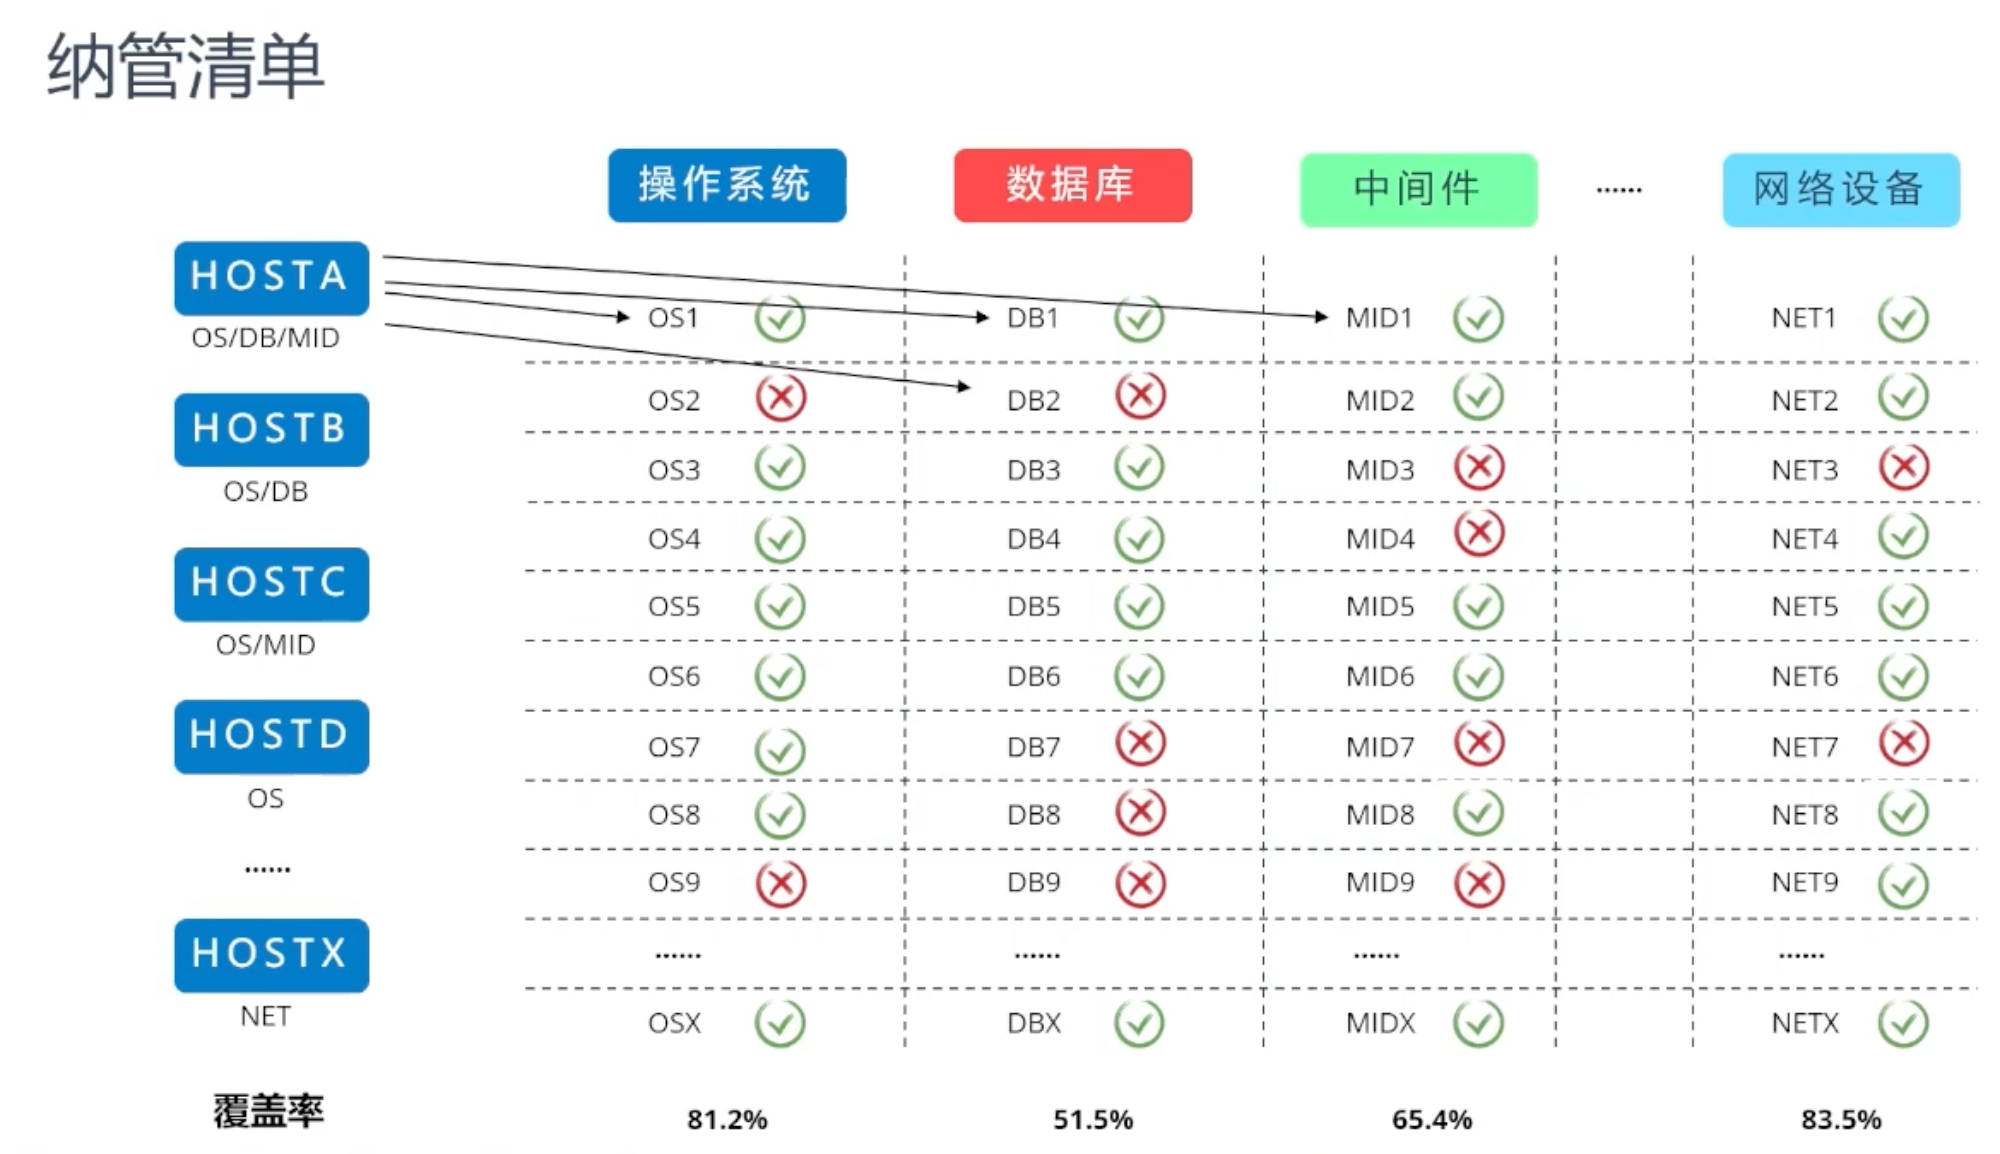 纳管清单
操作系统 数据库 中间件 …… 网络设备
HOSTA
OS/DB/MID
HOSTB
OS/DB
HOSTC
OS/MID
HOSTD
OS
……
HOSTX
NET
OS1 DB1 MID1 NET1
OS2 DB2 MID2 NET2
OS3 DB3 MID3 NET3
OS4 DB4 MID4 NET4
OS5 DB5 MID5 NET5
OS6 DB6 MID6 NET6
OS7 DB7 MID7 NET7
OS8 DB8 MID8 NET8
OS9 DB9 MID9 NET9
…… …… …… ……
OSX DBX MIDX NETX
覆盖率 81.2% 51.5% 65.4% 83.5%